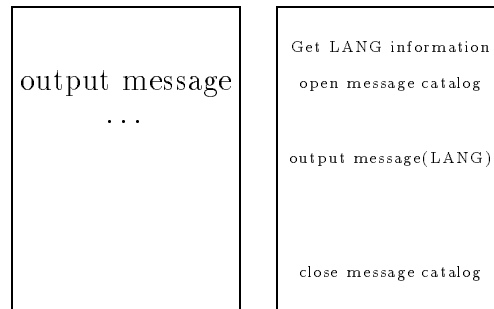 output message
...
Get LANG information
open message catalog
output message(LANG)
close message catalog